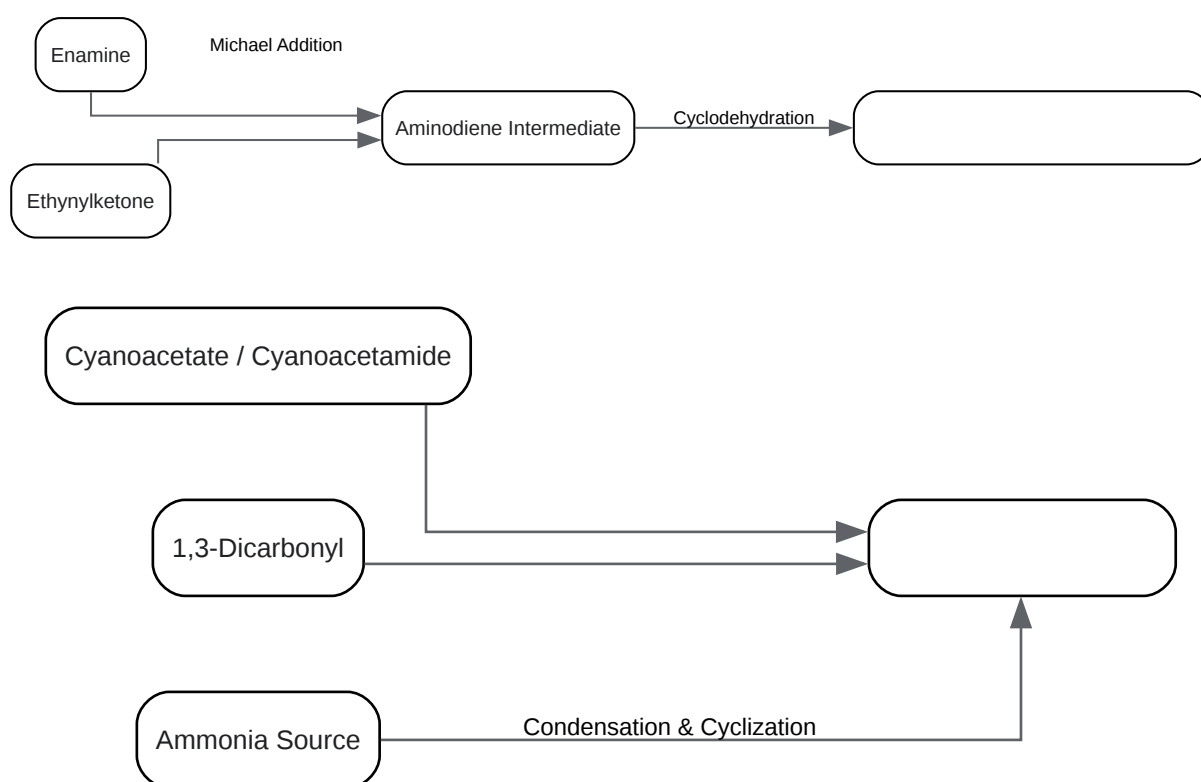 Enamine
Michael Addition
Ethynylketone
Aminodiene Intermediate
Cyclodehydration
Cyanoacetate / Cyanoacetamide
1,3-Dicarbonyl
Ammonia Source
Condensation & Cyclization